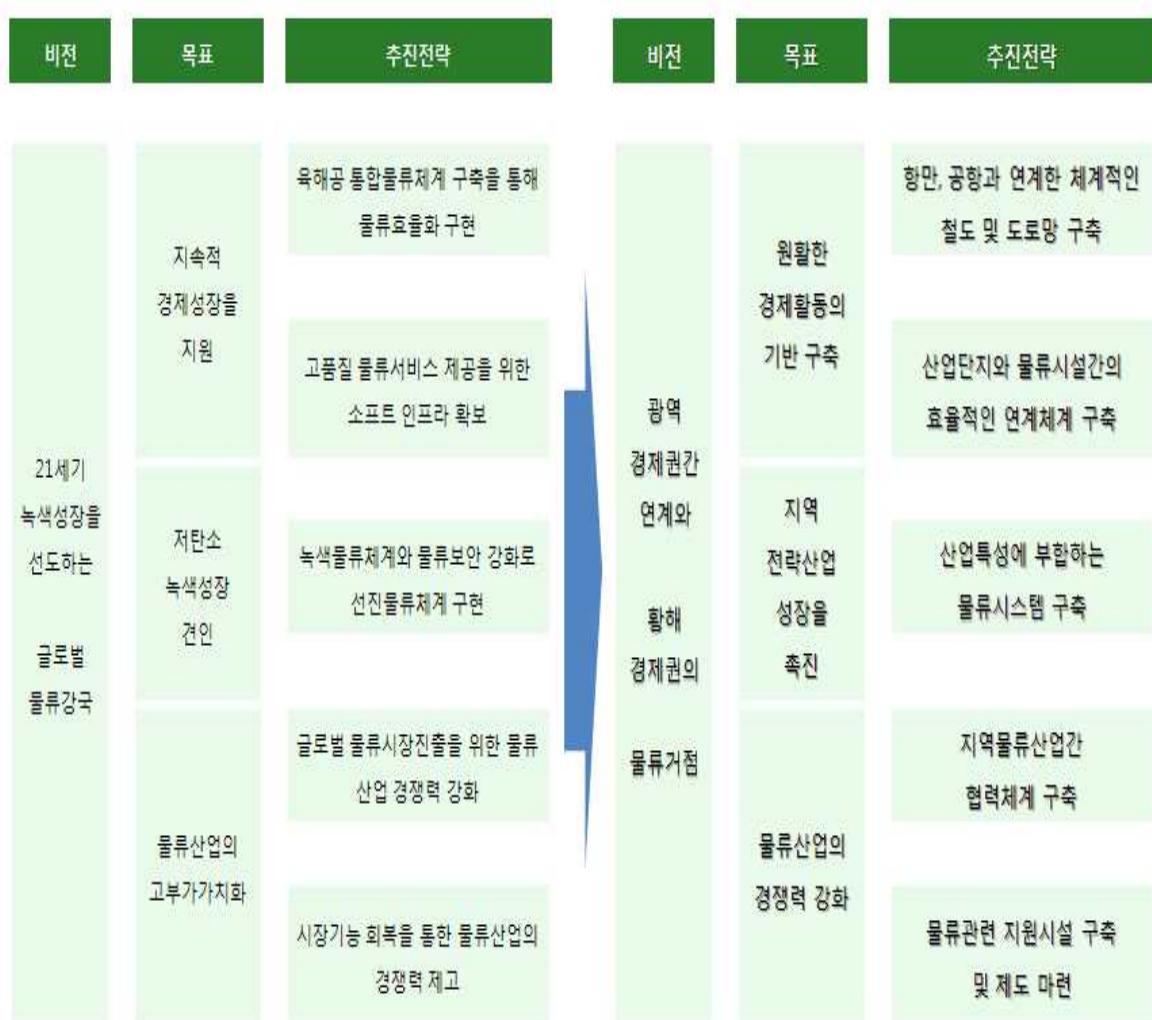 비전
목표
추진전략
21세기
녹색성장을
선도하는
글로벌
물류강국
지속적
경제성장을
지원
저탄소
녹색성장
견인
물류산업의
고부가가치화
육해공 통합물류체계 구축을 통해
물류효율화 구현
고품질 물류서비스 제공을 위한
소프트 인프라 확보
녹색물류체계와 물류보안 강화로
선진물류체계 구현
글로벌 물류시장진출을 위한 물류
산업 경쟁력 강화
시장기능 회복을 통한 물류산업의
경쟁력 제고
비전
목표
추진전략
광역
경제권간
연계와
황해
경제권의
물류거점
원활한
경제활동의
기반 구축
지역
전략산업
성장을
촉진
물류산업의
경쟁력 강화
항만, 공항과 연계한 체계적인
철도 및 도로망 구축
산업단지와 물류시설간의
효율적인 연계체계 구축
산업특성에 부합하는
물류시스템 구축
지역물류산업간
협력체계 구축
물류관련 지원시설 구축
및 제도 마련